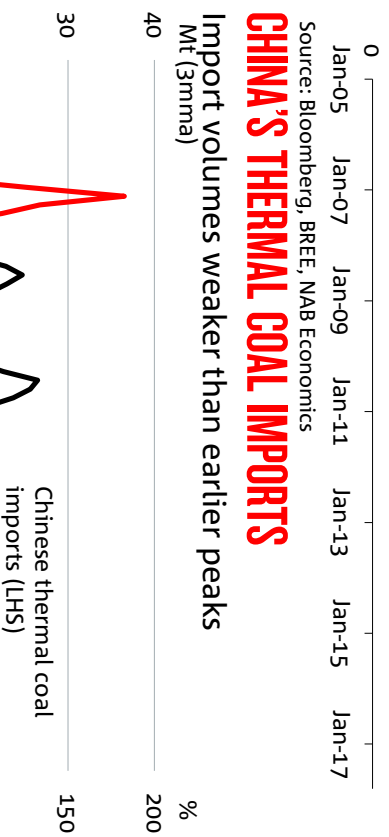 0
Jan-05 Jan-07 Jan-09 Jan-11 Jan-13 Jan-15 Jan-17
Source: Bloomberg, BREE, NAB Economics
CHINA'S THERMAL COAL IMPORTS
Import volumes weaker than earlier peaks
Mt (3mma)
%
40
200
30
150
Chinese thermal coal
imports (LHS)